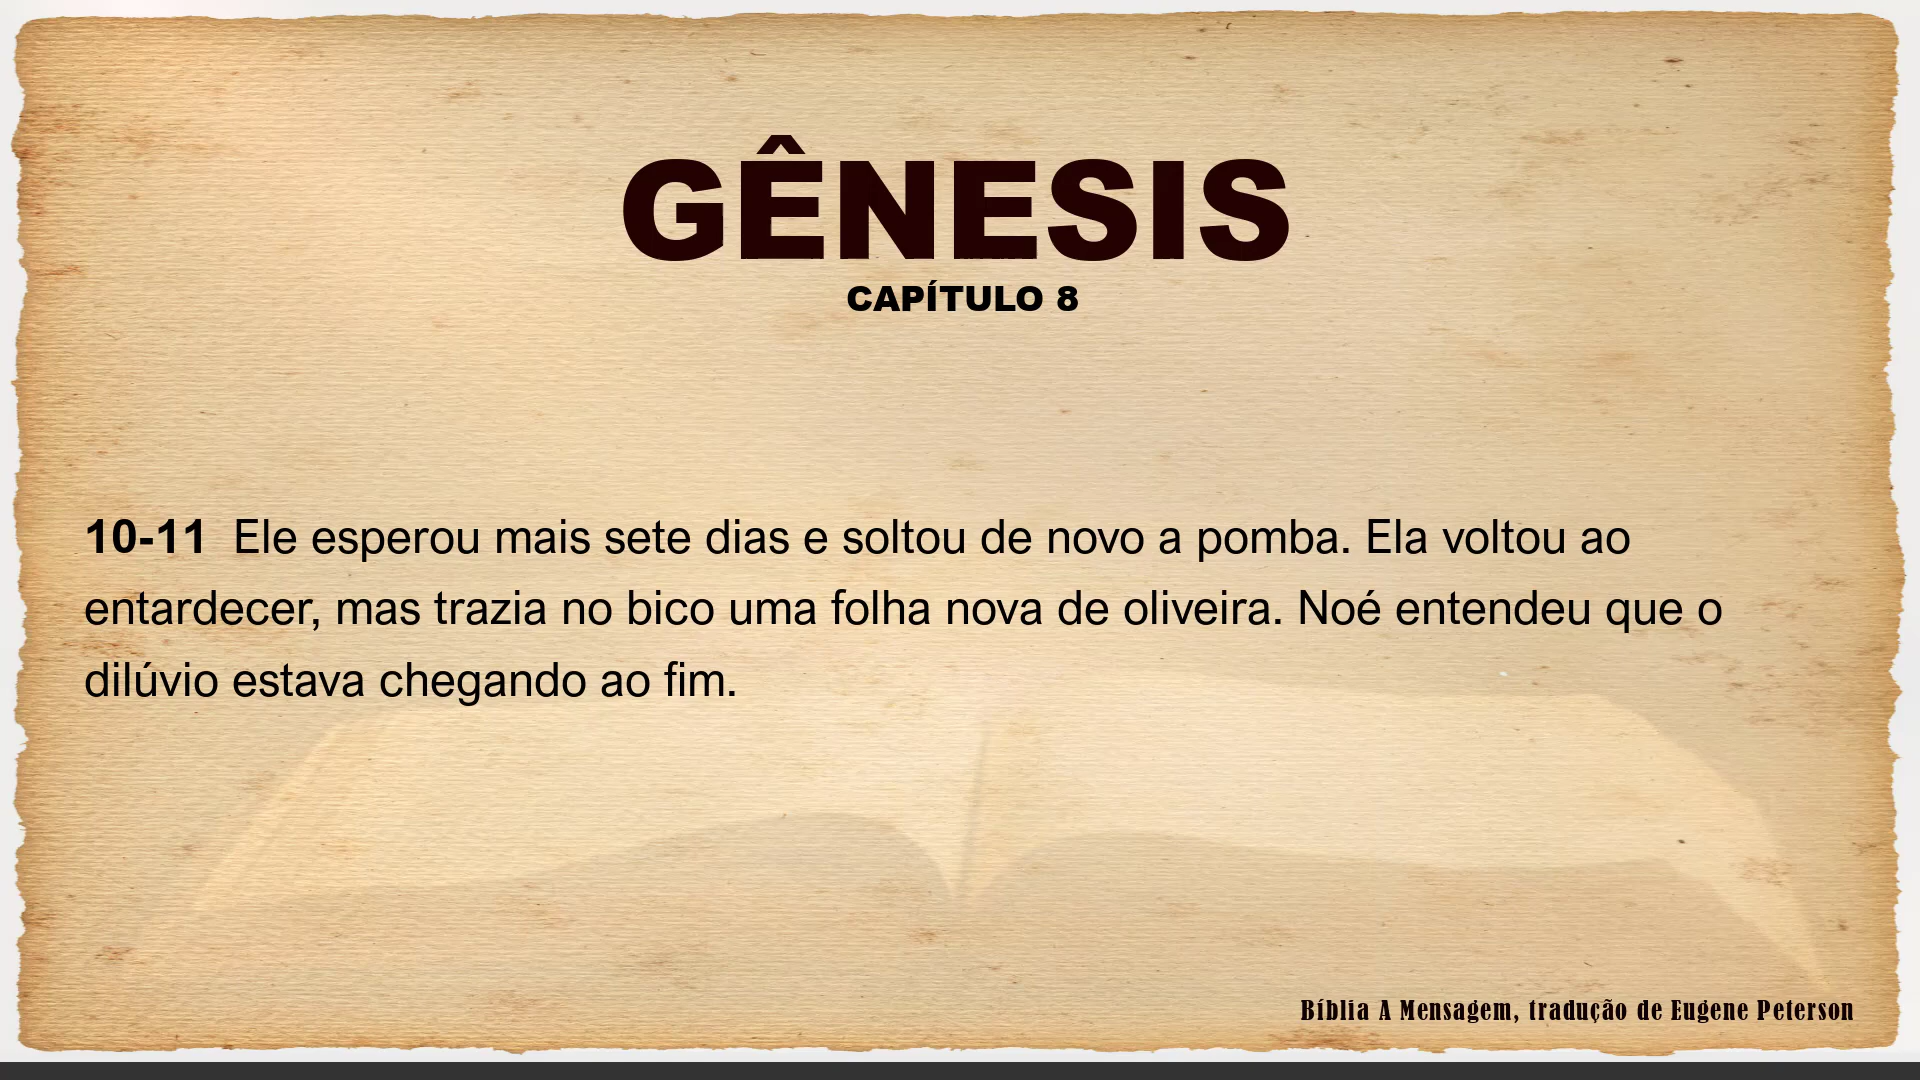 GÊNESIS
CAPÍTULO 8
10-11 Ele esperou mais sete dias e soltou de novo a pomba. Ela voltou ao
entardecer, mas trazia no bico uma folha nova de oliveira. Noé entendeu que o
dilúvio estava chegando ao fim.
Bíblia A Mensagem, tradução de Eugene Peterson